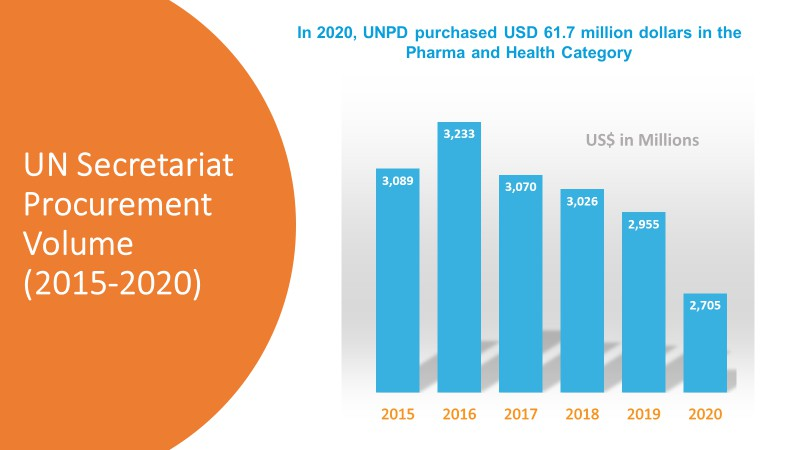 In 2020, UNPD purchased USD 61.7 million dollars in the
Pharma and Health Category
UN Secretariat
Procurement
Volume
(2015-2020)
US$ in Millions
3,089
3,233
3,070
3,026
2,955
2,705
2015 2016 2017 2018 2019 2020